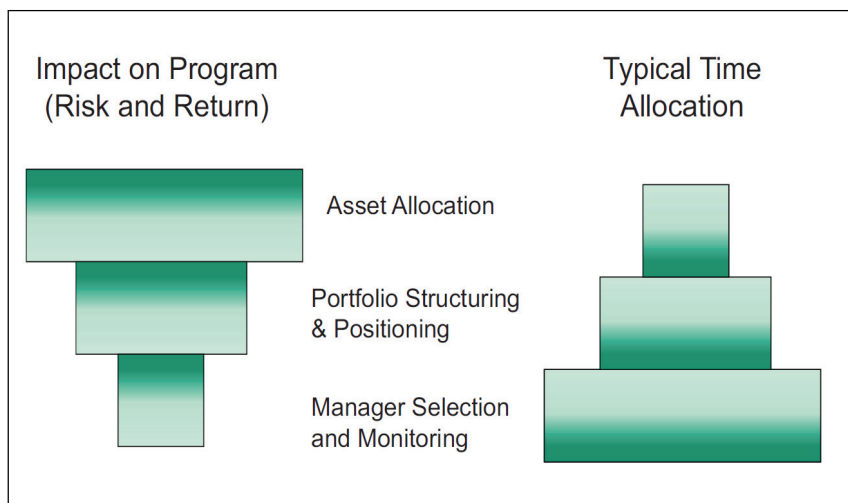 Impact on Program
(Risk and Return)
Typical Time
Allocation
Asset Allocation
Portfolio Structuring
& Positioning
Manager Selection
and Monitoring